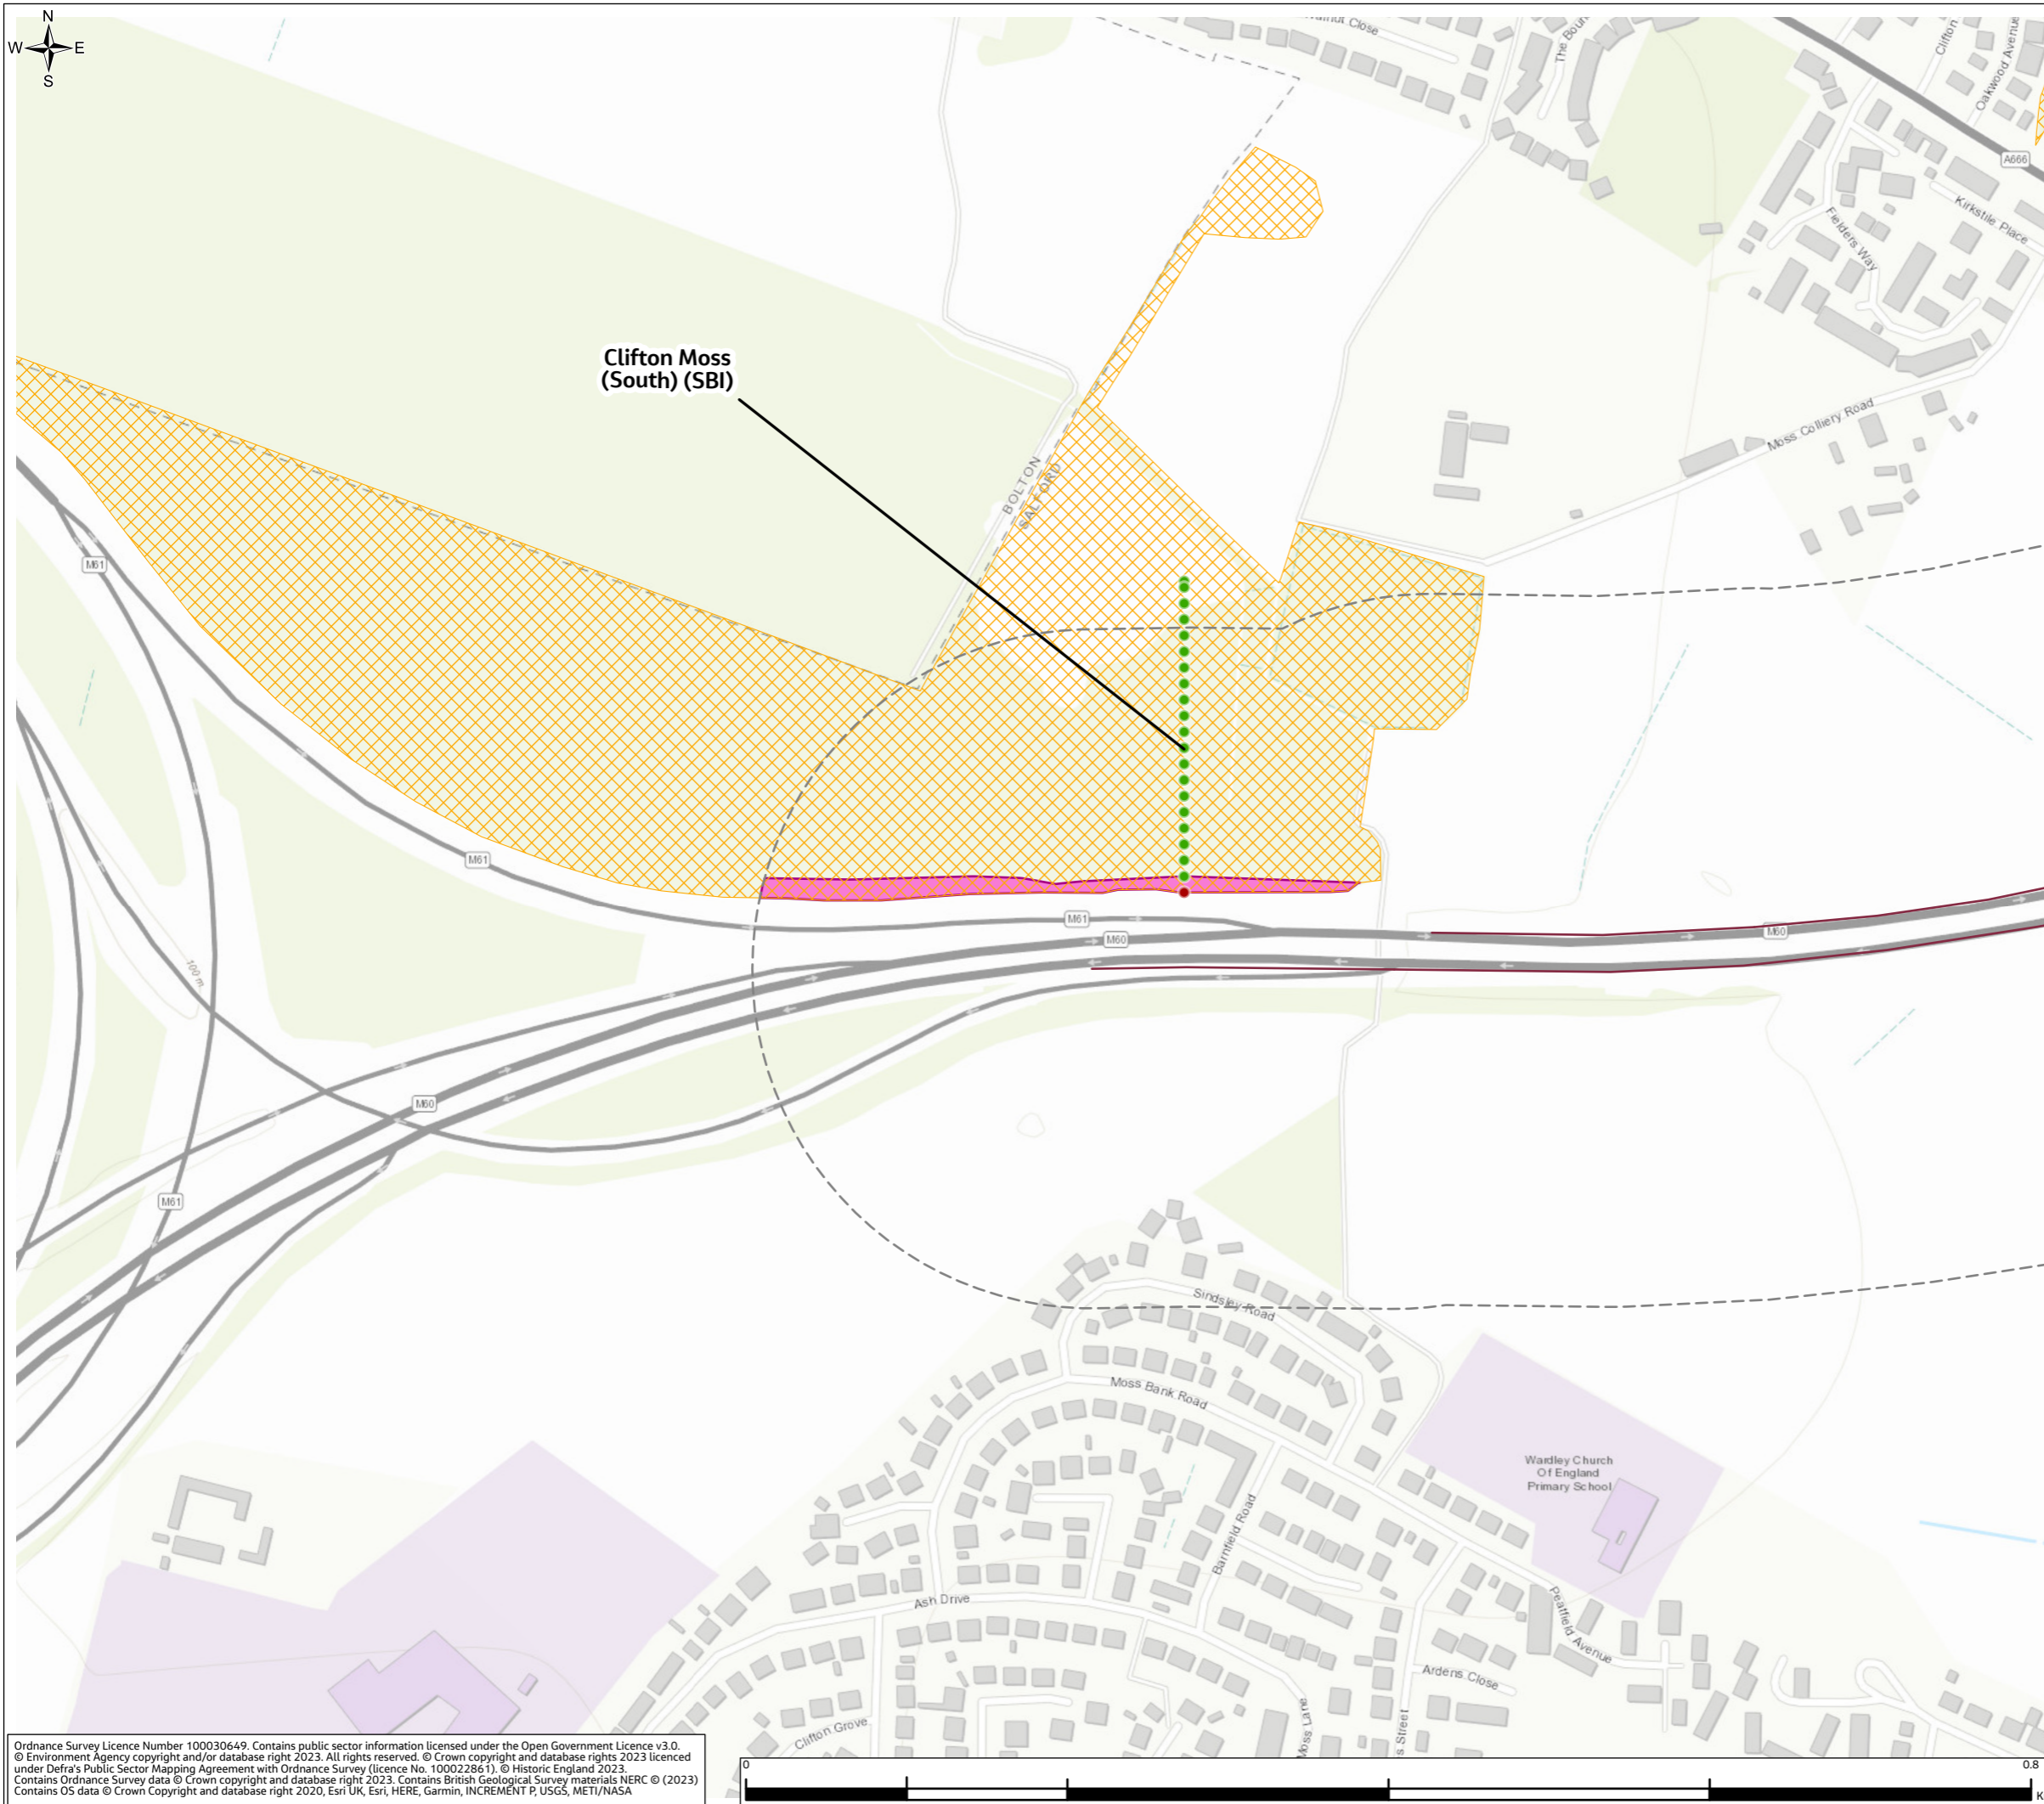 N
W E
S
Walnut Close
The Boun
Clifton
Oakwood Avenue
A666
Kirkstile Place
Fielders Way
Clifton Moss
(South) (SBI)
Moss Colliery Road
BOLTON
SALFORD
M61
M61
M61
M60
M60
100 m.
M60
M61
Sindsley Road
Moss Bank Road
Wardley Church
Of England
Primary School
Barnfield Road
Ash Drive
Peatfield Avenue
Ardens Close
Clifton Grove
Moss Lane
s Street
Ordnance Survey Licence Number 100030649. Contains public sector information licensed under the Open Government Licence v3.0.
© Environment Agency copyright and/or database right 2023. All rights reserved. © Crown copyright and database rights 2023 licenced
under Defra's Public Sector Mapping Agreement with Ordnance Survey (licence No. 100022861). © Historic England 2023.
Contains Ordnance Survey data © Crown copyright and database right 2023. Contains British Geological Survey materials NERC © (2023)
Contains OS data © Crown Copyright and database right 2020, Esri UK, Esri, HERE, Garmin, INCREMENT P, USGS, METI/NASA
0 0.8